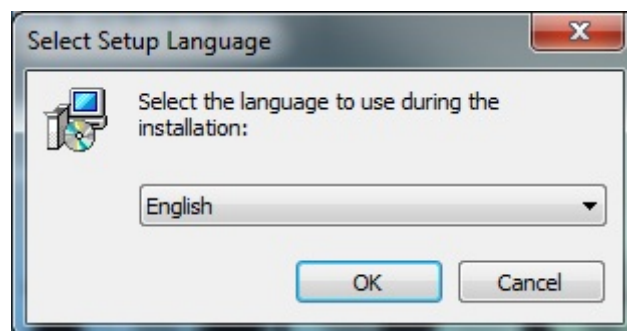 Select Setup Language
Select the language to use during the
installation:
English
OK
Cancel